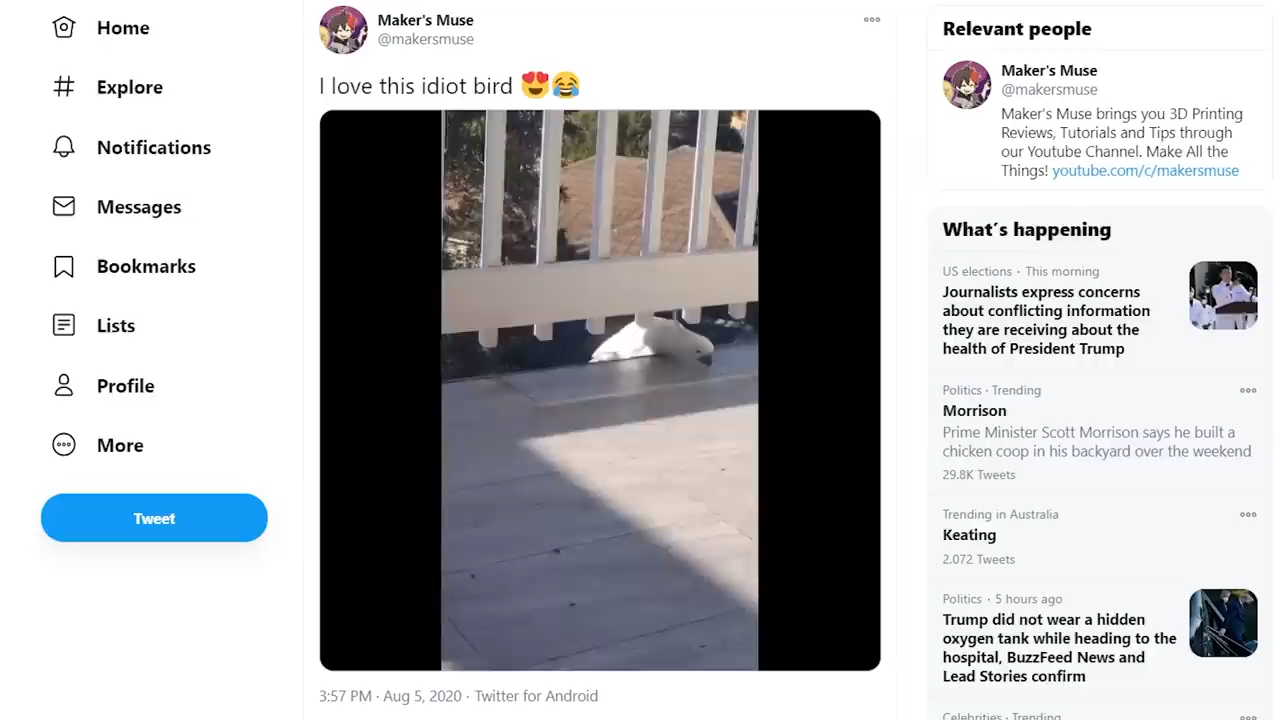 Home
Explore
Notifications
Messages
Bookmarks
Lists
Profile
More
Tweet
Maker's Muse
@makersmuse
I love this idiot bird 😍😂
3:57 PM · Aug 5, 2020 · Twitter for Android
Relevant people
Maker's Muse
@makersmuse
Maker's Muse brings you 3D Printing
Reviews, Tutorials and Tips through
our Youtube Channel. Make All the
Things! youtube.com/c/makersmuse
What's happening
US elections · This morning
Journalists express concerns
about conflicting information
they are receiving about the
health of President Trump
Politics · Trending
Morrison
Prime Minister Scott Morrison says he built a
chicken coop in his backyard over the weekend
29.8K Tweets
Trending in Australia
Keating
2.072 Tweets
Politics · 5 hours ago
Trump did not wear a hidden
oxygen tank while heading to the
hospital, BuzzFeed News and
Lead Stories confirm
Celebrities · Trending